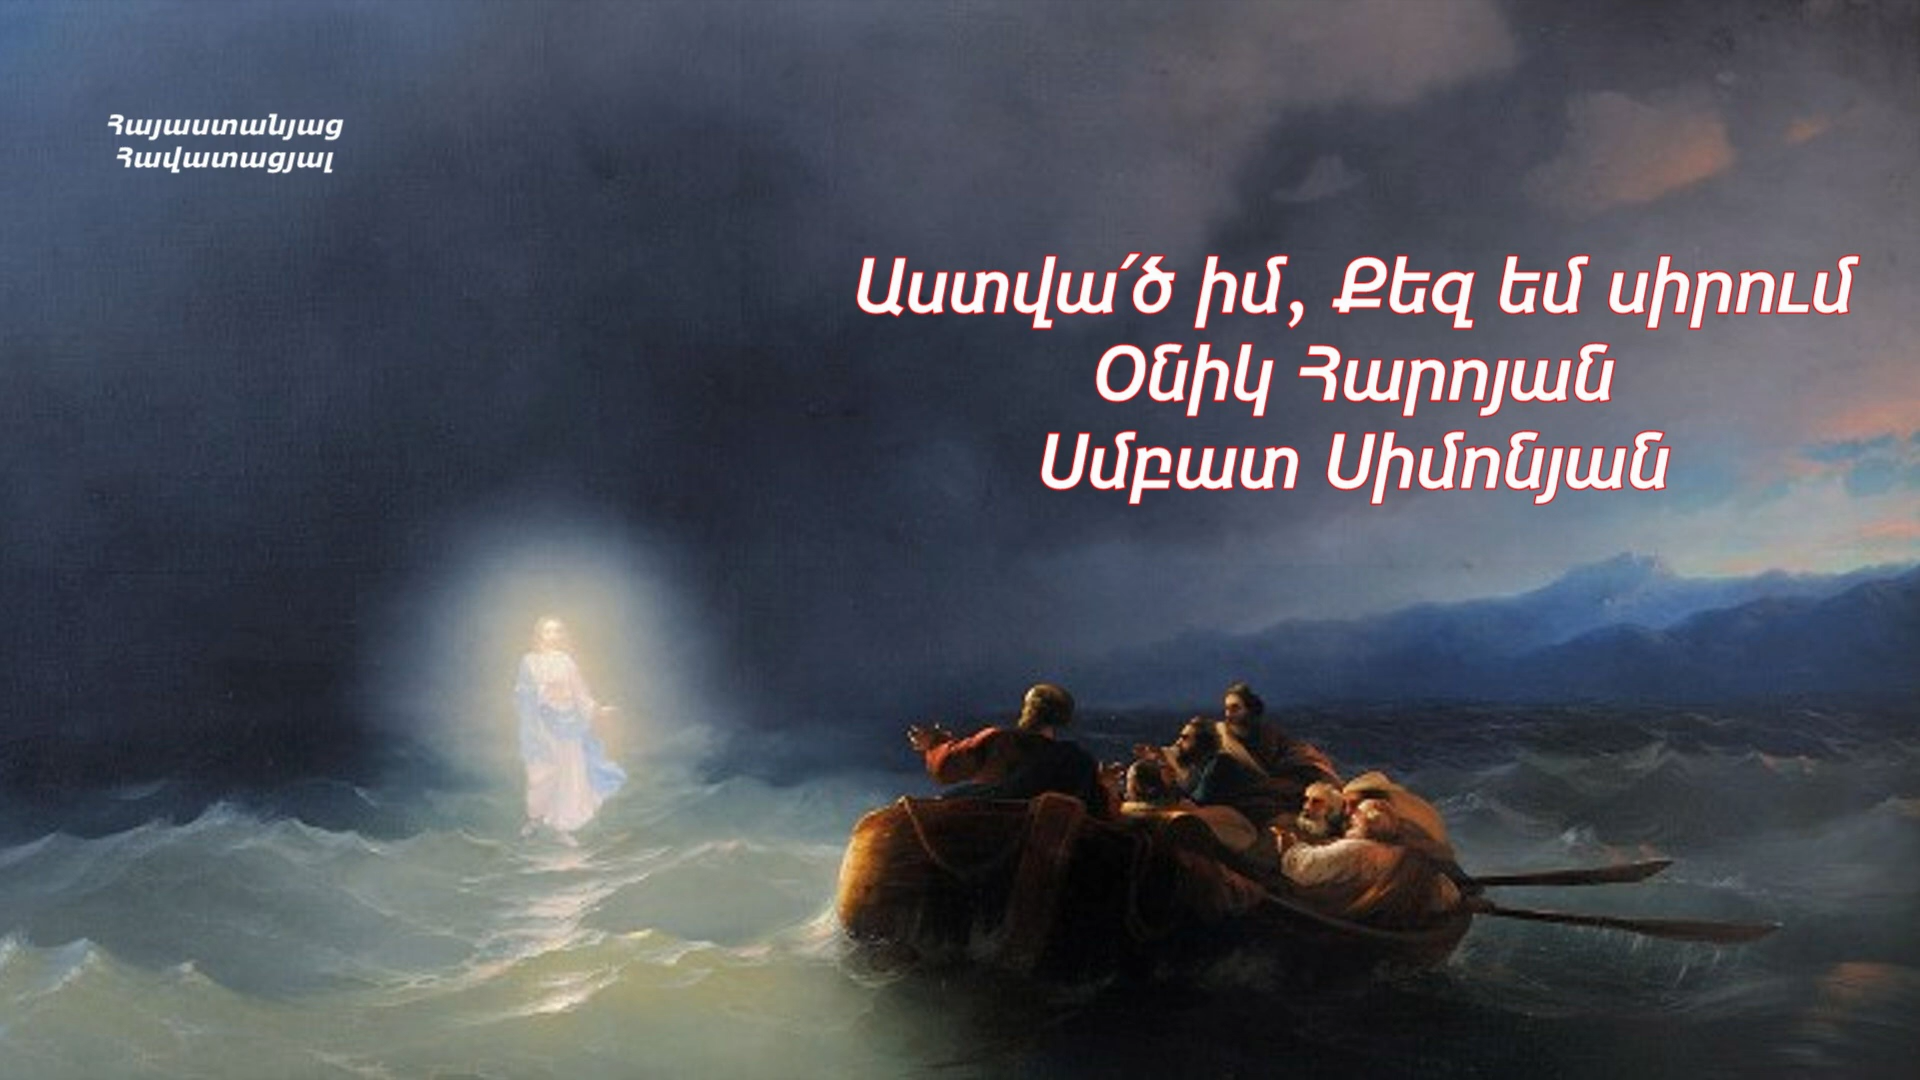 Հայաստանյաց
Հավատացյալ
Աստվա՛ծ իմ, Քեզ եմ սիրում
Օնիկ Հարոյան
Սմբատ Սիմոնյան